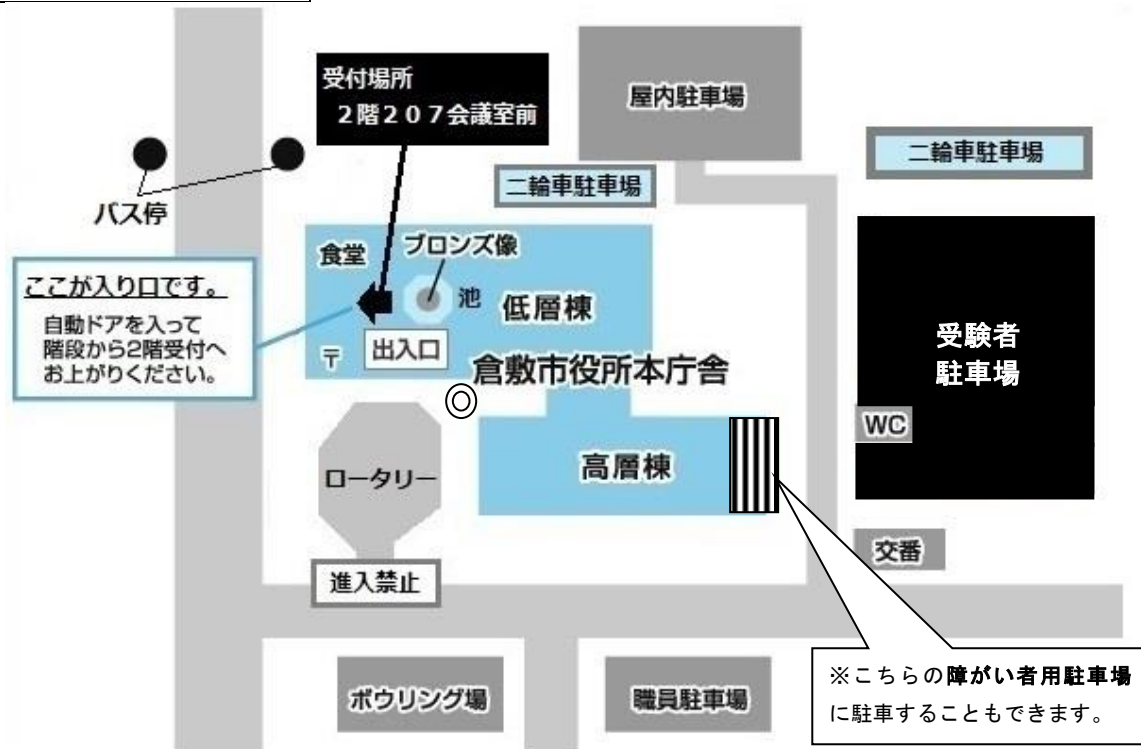 受付場所
２階２０７会議室前
屋内駐車場
二輪車駐車場
二輪車駐車場
バス停
食堂
ブロンズ像
池
低層棟
ここが入り口です。
自動ドアを入って
階段から2階受付へ
お上がりください。
〒
出入口
倉敷市役所本庁舎
◎
受験者
駐車場
WC
高層棟
ロータリー
交番
進入禁止
ボウリング場
職員駐車場
※こちらの障がい者用駐車場
に駐車することもできます。